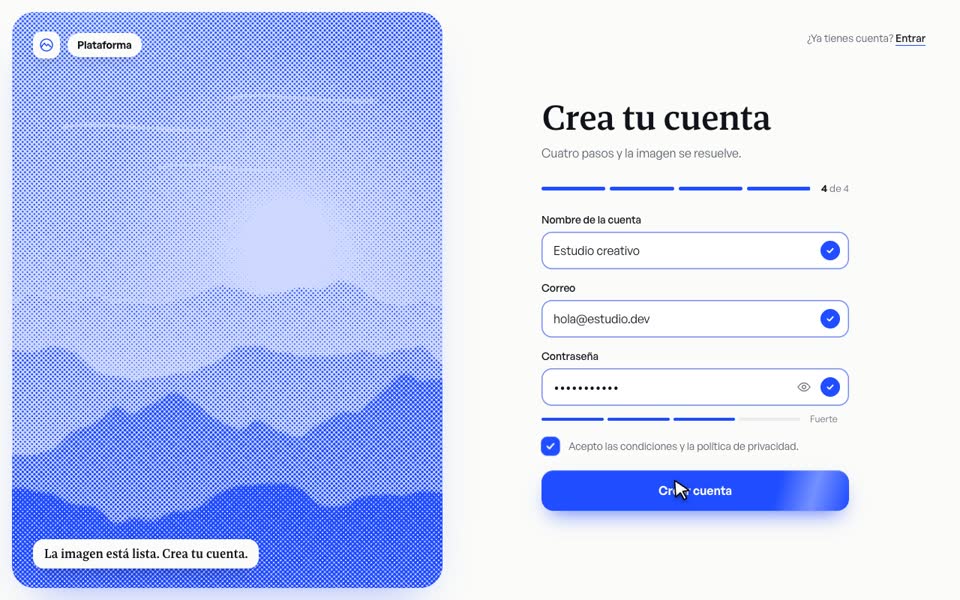 Plataforma
La imagen está lista. Crea tu cuenta.
¿Ya tienes cuenta? Entrar
Crea tu cuenta
Cuatro pasos y la imagen se resuelve.
4 de 4
Nombre de la cuenta
Estudio creativo
Correo
hola@estudio.dev
Contraseña
•••••••••••
Fuerte
Acepto las condiciones y la política de privacidad.
cuenta